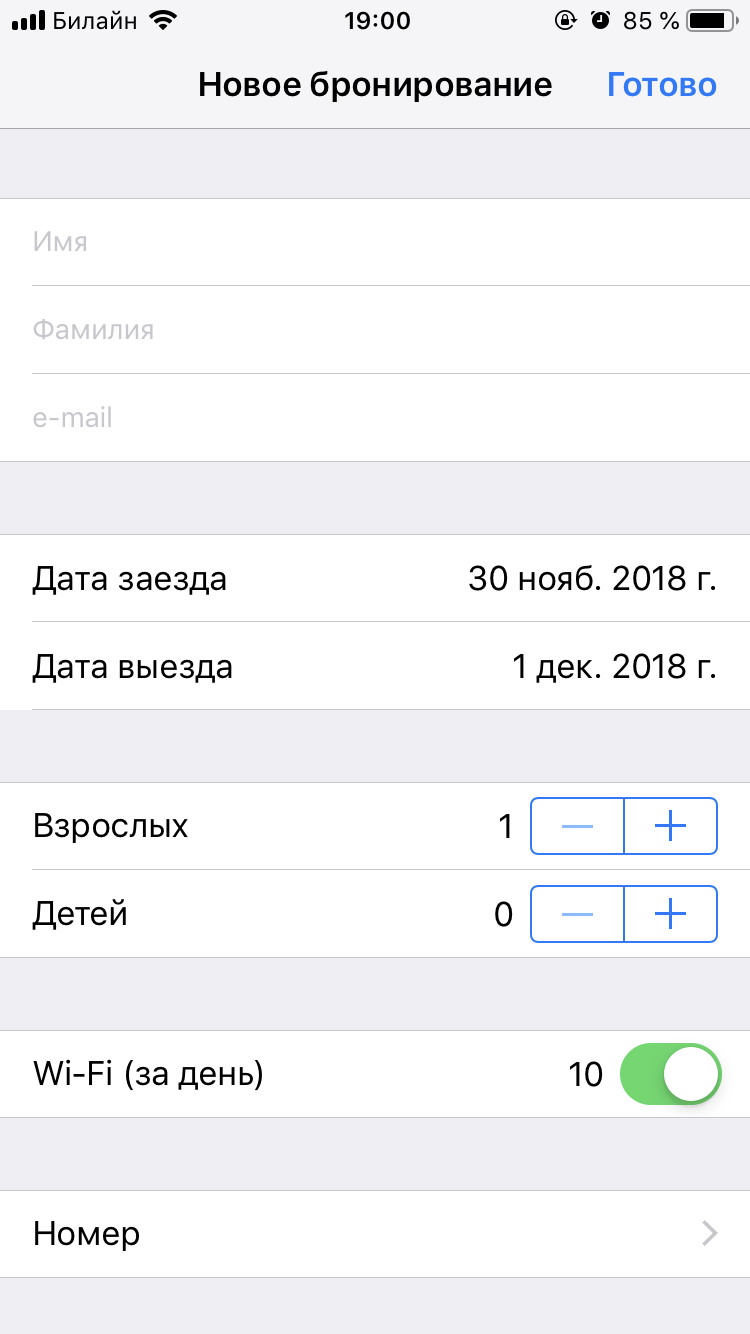 Билайн 19:00 85 %
Новое бронирование Готово
Имя
Фамилия
e-mail
Дата заезда 30 нояб. 2018 г.
Дата выезда 1 дек. 2018 г.
Взрослых 1 — +
Детей 0 — +
Wi-Fi (за день) 10
Номер